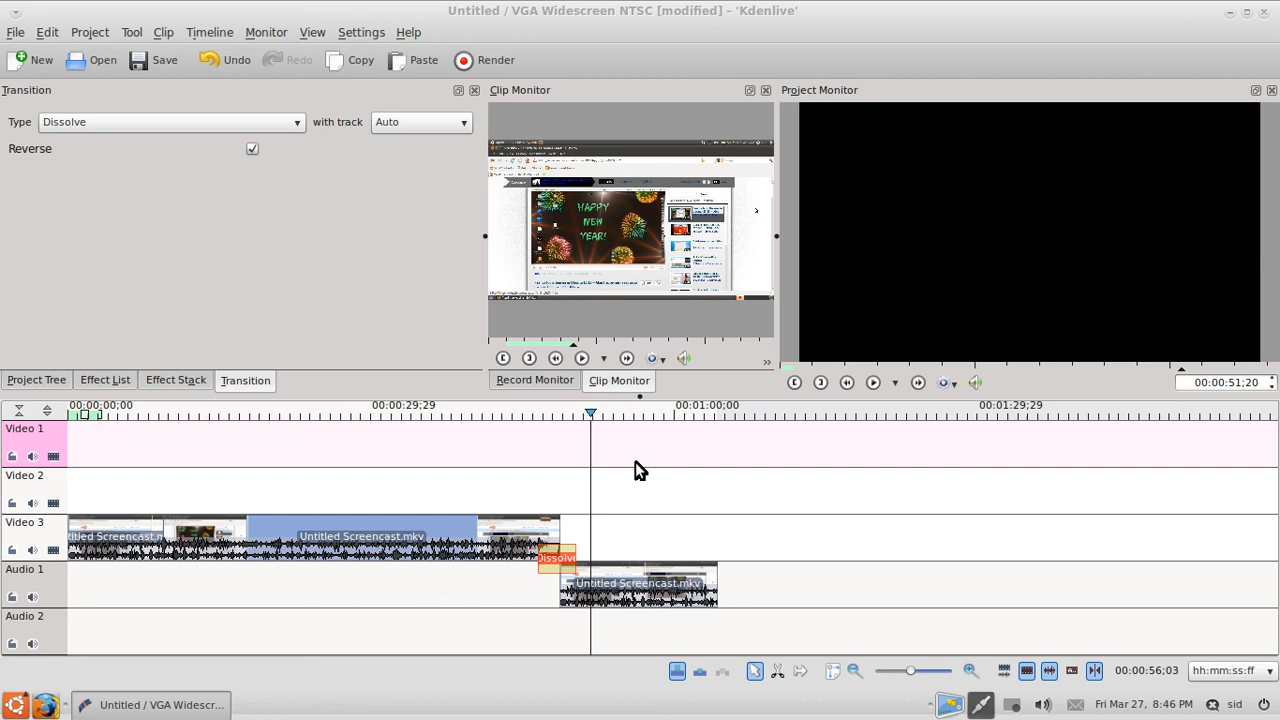 Untitled / VGA Widescreen NTSC [modified] – 'Kdenlive'
File Edit Project Tool Clip Timeline Monitor View Settings Help
New Open Save Undo Redo Copy Paste Render
Transition
Clip Monitor
Project Monitor
Type Dissolve with track Auto
Reverse
HAPPY
NEW
YEAR!
Project Tree Effect List Effect Stack Transition
Record Monitor Clip Monitor
00:00:51;20
00:00:00;00 00:00:29;29 00:01:00;00 00:01:29;29
Video 1
Video 2
Video 3
titled Screencast.m Untitled Screencast.mkv
Dissolve
Audio 1
Untitled Screencast.mkv
Audio 2
00:00:56;03 hh:mm:ss:ff
Untitled / VGA Widescr...
Fri Mar 27, 8:46 PM sid